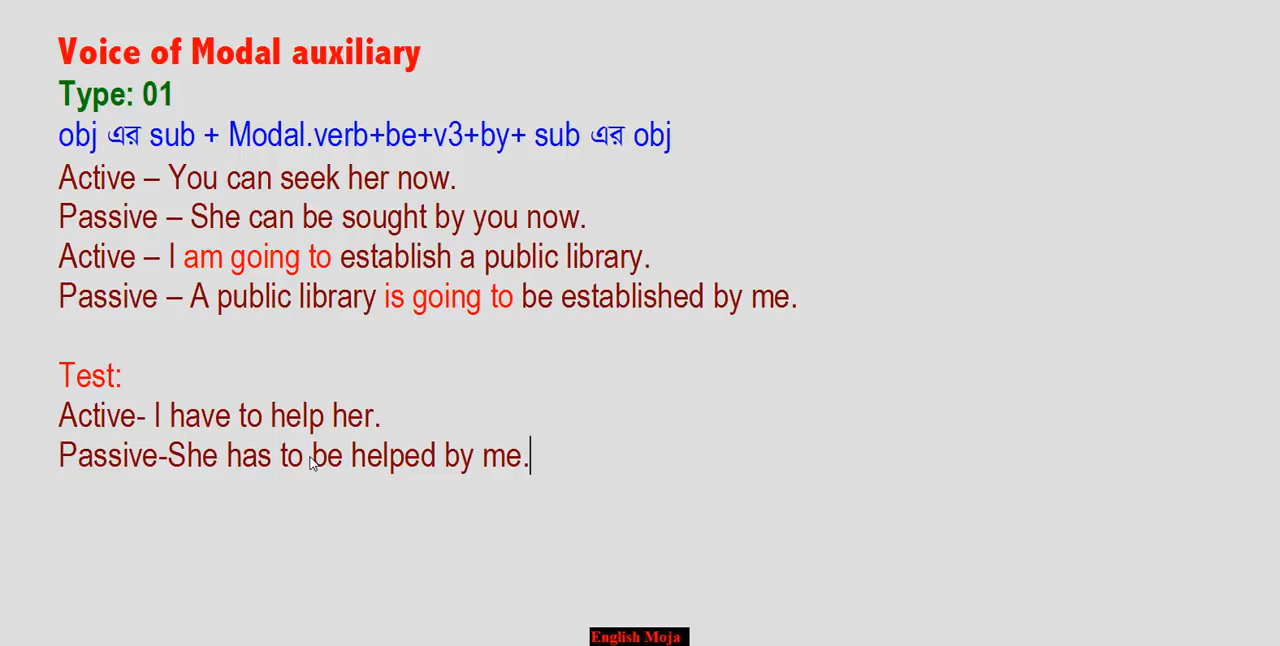 Voice of Modal auxiliary
Type: 01
obj এর sub + Modal.verb+be+v3+by+ sub এর obj
Active – You can seek her now.
Passive – She can be sought by you now.
Active – I am going to establish a public library.
Passive – A public library is going to be established by me.
Test:
Active- I have to help her.
Passive-She has to be helped by me.
English Moja